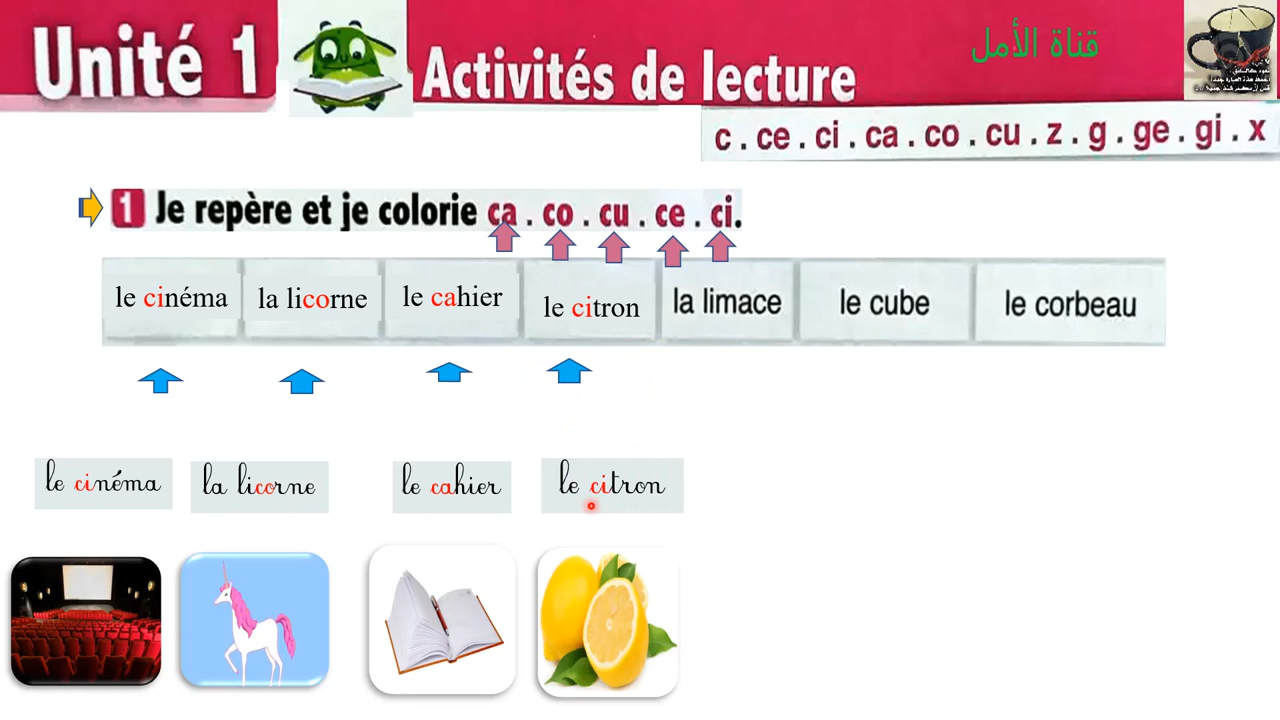 Unité 1
Activités de lecture
قناة الأمل
c . ce . ci . ca . co . cu . z . g . ge . gi . x
1 Je repère et je colorie ca . co . cu . ce . ci.
le cinéma la licorne le cahier le citron la limace le cube le corbeau
le cinéma la licorne le cahier le citron